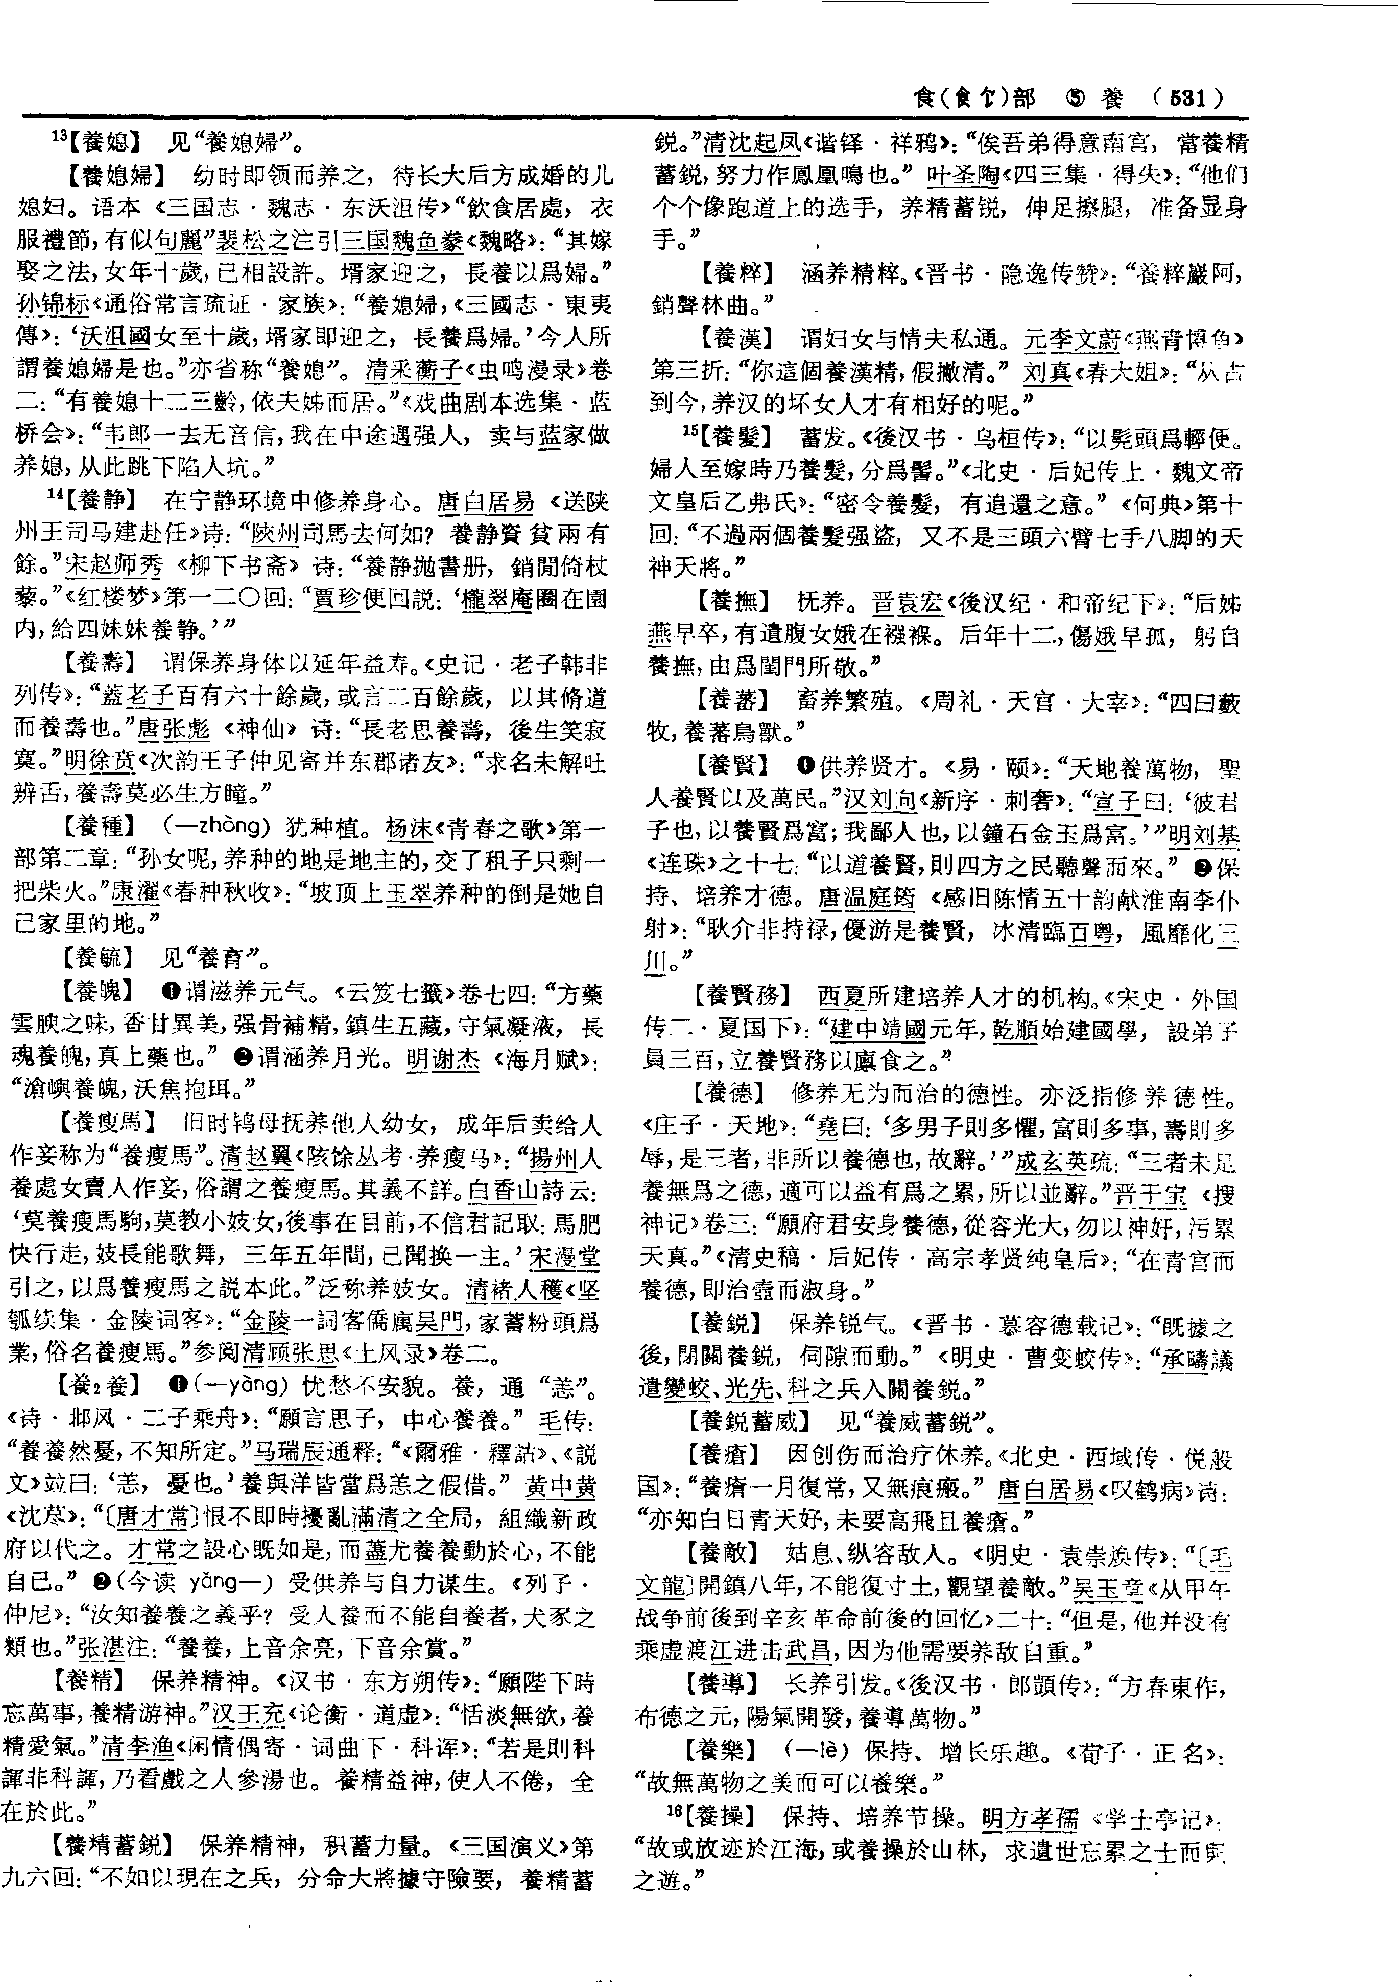 食(飠饣)部 ⑤ 養 (531)
13【養媳】 见“養媳婦”。
【養媳婦】 幼时即领而养之，待长大后方成婚的儿
媳妇。语本《三国志·魏志·东沃沮传》“飲食居處，衣
服禮節，有似句麗”裴松之注引三国魏鱼豢《魏略》：“其嫁
娶之法，女年十歲，已相設許。壻家迎之，長養以爲婦。”
孙锦标《通俗常言疏证·家族》：“養媳婦，《三國志·東夷
傳》：‘沃沮國女至十歲，壻家即迎之，長養爲婦。’今人所
謂養媳婦是也。”亦省称“養媳”。清采蘅子《虫鸣漫录》卷
二：“有養媳十二三齡，依夫姊而居。”《戏曲剧本选集·蓝
桥会》：“韦郎一去无音信，我在中途遇强人，卖与蓝家做
养媳，从此跳下陷人坑。”
14【養静】 在宁静环境中修养身心。唐白居易《送陕
州王司马建赴任》诗：“陝州司馬去何如？養静資貧兩有
餘。”宋赵师秀《柳下书斋》诗：“養静抛書册，銷閒倚杖
藜。”《红楼梦》第一二〇回：“賈珍便回説：‘櫳翠庵圈在園
内，給四妹妹養静。’”
【養壽】 谓保养身体以延年益寿。《史记·老子韩非
列传》：“蓋老子百有六十餘歲，或言二百餘歲，以其脩道
而養壽也。”唐张彪《神仙》诗：“長老思養壽，後生笑寂
寞。”明徐贲《次韵王子仲见寄并东郡诸友》：“求名未解吐
辨舌，養壽莫必生方瞳。”
【養種】 （—zhòng）犹种植。杨沫《青春之歌》第一
部第二章：“孙女呢，养种的地是地主的，交了租子只剩一
把柴火。”康濯《春种秋收》：“坡顶上玉翠养种的倒是她自
己家里的地。”
【養毓】 见“養育”。
【養魄】 ❶谓滋养元气。《云笈七籤》卷七四：“方藥
雲腴之味，香甘異美，强骨補精，鎮生五藏，守氣凝液，長
魂養魄，真上藥也。” ❷谓涵养月光。明谢杰《海月赋》：
“滄嶼養魄，沃焦抱珥。”
【養瘦馬】 旧时鸨母抚养他人幼女，成年后卖给人
作妾称为“養瘦馬”。清赵翼《陔馀丛考·养瘦马》：“揚州人
養處女賣人作妾，俗謂之養瘦馬。其義不詳。白香山詩云：
‘莫養瘦馬駒，莫教小妓女，後事在目前，不信君記取：馬肥
快行走，妓長能歌舞，三年五年間，已聞换一主。’宋漫堂
引之，以爲養瘦馬之説本此。”泛称养妓女。清褚人穫《坚
瓠续集·金陵词客》：“金陵一詞客僑寓吴門，家蓄粉頭爲
業，俗名養瘦馬。”参阅清顾张思《土风录》卷二。
【養2養】 ❶(—yǎng) 忧愁不安貌。養，通“恙”。
《诗·邶风·二子乘舟》：“願言思子，中心養養。”毛传：
“養養然憂，不知所定。”马瑞辰通释：“《爾雅·釋詁》、《説
文》竝曰：‘恙，憂也。’養與洋皆當爲恙之假借。”黄中黄
《沈荩》：“〔唐才常〕恨不即時擾亂滿清之全局，組織新政
府以代之。才常之設心既如是，而藎尤養養動於心，不能
自已。” ❷(今读 yǎng—) 受供养与自力谋生。《列子·
仲尼》：“汝知養養之義乎？受人養而不能自養者，犬豕之
類也。”张湛注：“養養，上音余亮，下音余賞。”
【養精】 保养精神。《汉书·东方朔传》：“願陛下時
忘萬事，養精游神。”汉王充《论衡·道虚》：“恬淡無欲，養
精愛氣。”清李渔《闲情偶寄·词曲下·科诨》：“若是則科
諢非科諢，乃看戲之人參湯也。養精益神，使人不倦，全
在於此。”
【養精蓄鋭】 保养精神，积蓄力量。《三国演义》第
九六回：“不如以現在之兵，分命大將據守險要，養精蓄
鋭。”清沈起凤《谐铎·祥鸦》：“俟吾弟得意南宫，當養精
蓄鋭，努力作鳳凰鳴也。”叶圣陶《四三集·得失》：“他们
个个像跑道上的选手，养精蓄锐，伸足擦腿，准备显身
手。”
【養粹】 涵养精粹。《晋书·隐逸传赞》：“養粹巖阿，
銷聲林曲。”
【養漢】 谓妇女与情夫私通。元李文蔚《燕青博鱼》
第三折：“你這個養漢精，假撇清。”刘真《春大姐》：“从古
到今，养汉的坏女人才有相好的呢。”
15【養髮】 蓄发。《後汉书·乌桓传》：“以髡頭爲輕便。
婦人至嫁時乃養髮，分爲髻。”《北史·后妃传上·魏文帝
文皇后乙弗氏》：“密令養髮，有追還之意。”《何典》第十
回：“不過兩個養髮强盜，又不是三頭六臂七手八脚的天
神天將。”
【養撫】 抚养。晋袁宏《後汉纪·和帝纪下》：“后姊
燕早卒，有遺腹女娥在襁褓。后年十二，傷娥早孤，躬自
養撫，由爲閨門所敬。”
【養蕃】 畜养繁殖。《周礼·天官·大宰》：“四曰藪
牧，養蕃鳥獸。”
【養賢】 ❶供养贤才。《易·颐》：“天地養萬物，聖
人養賢以及萬民。”汉刘向《新序·刺奢》：“宣子曰：‘彼君
子也，以養賢爲富；我鄙人也，以鐘石金玉爲富。’”明刘基
《连珠》之十七：“以道養賢，則四方之民聽聲而來。” ❷保
持、培养才德。唐温庭筠《感旧陈情五十韵献淮南李仆
射》：“耿介非持禄，優游是養賢，冰清臨百粤，風靡化三
川。”
【養賢務】 西夏所建培养人才的机构。《宋史·外国
传二·夏国下》：“建中靖國元年，乾順始建國學，設弟子
員三百，立養賢務以廪食之。”
【養德】 修养无为而治的德性。亦泛指修养德性。
《庄子·天地》：“堯曰：‘多男子則多懼，富則多事，壽則多
辱，是三者，非所以養德也，故辭。’”成玄英疏：“三者未足
養無爲之德，適可以益有爲之累，所以並辭。”晋干宝《搜
神记》卷三：“願府君安身養德，從容光大，勿以神奸，污累
天真。”《清史稿·后妃传·高宗孝贤纯皇后》：“在青宫而
養德，即治壼而淑身。”
【養鋭】 保养锐气。《晋书·慕容德载记》：“既據之
後，閉關養鋭，伺隙而動。”《明史·曹变蛟传》：“承疇議
遣變蛟、光先、科之兵入關養鋭。”
【養鋭蓄威】 见“養威蓄鋭”。
【養瘡】 因创伤而治疗休养。《北史·西域传·悦般
国》：“養瘡一月復常，又無痕瘢。”唐白居易《叹鹤病》诗：
“亦知白日青天好，未要高飛且養瘡。”
【養敵】 姑息、纵容敌人。《明史·袁崇焕传》：“〔毛
文龍〕開鎮八年，不能復寸土，觀望養敵。”吴玉章《从甲午
战争前後到辛亥革命前後的回忆》二十：“但是，他并没有
乘虚渡江进击武昌，因为他需要养敌自重。”
【養導】 长养引发。《後汉书·郎顗传》：“方春東作，
布德之元，陽氣開發，養導萬物。”
【養樂】 （—lè）保持、增长乐趣。《荀子·正名》：
“故無萬物之美而可以養樂。”
16【養操】 保持、培养节操。明方孝孺《学士亭记》：
“故或放迹於江海，或養操於山林，求遺世忘累之士而與
之遊。”